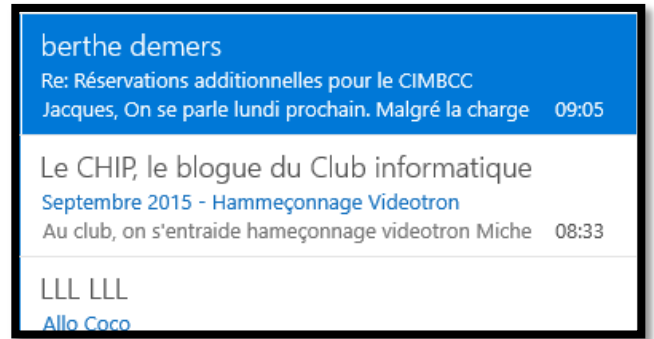 berthe demers
Re: Réservations additionnelles pour le CIMBCC
Jacques, On se parle lundi prochain. Malgré la charge 09:05
Le CHIP, le blogue du Club informatique
Septembre 2015 - Hammeçonnage Videotron
Au club, on s'entraide hameçonnage videotron Miche 08:33
LLL LLL
Allo Coco